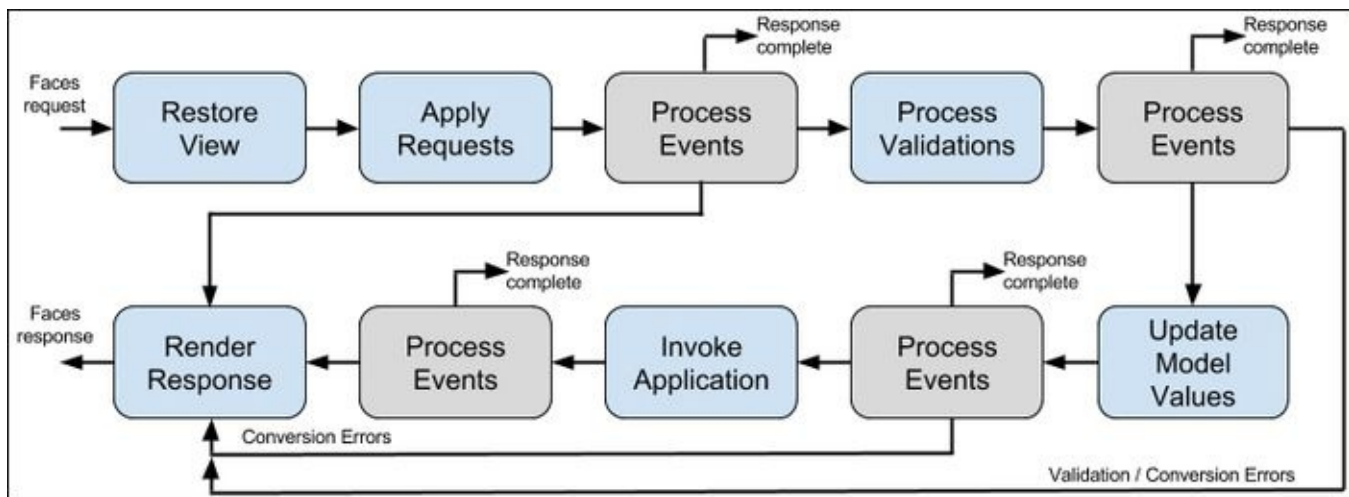 Response
complete
Response
complete
Faces
request
Restore
View
Apply
Requests
Process
Events
Process
Validations
Process
Events
Response
complete
Response
complete
Faces
response
Render
Response
Process
Events
Invoke
Application
Process
Events
Update
Model
Values
Conversion Errors
Validation / Conversion Errors